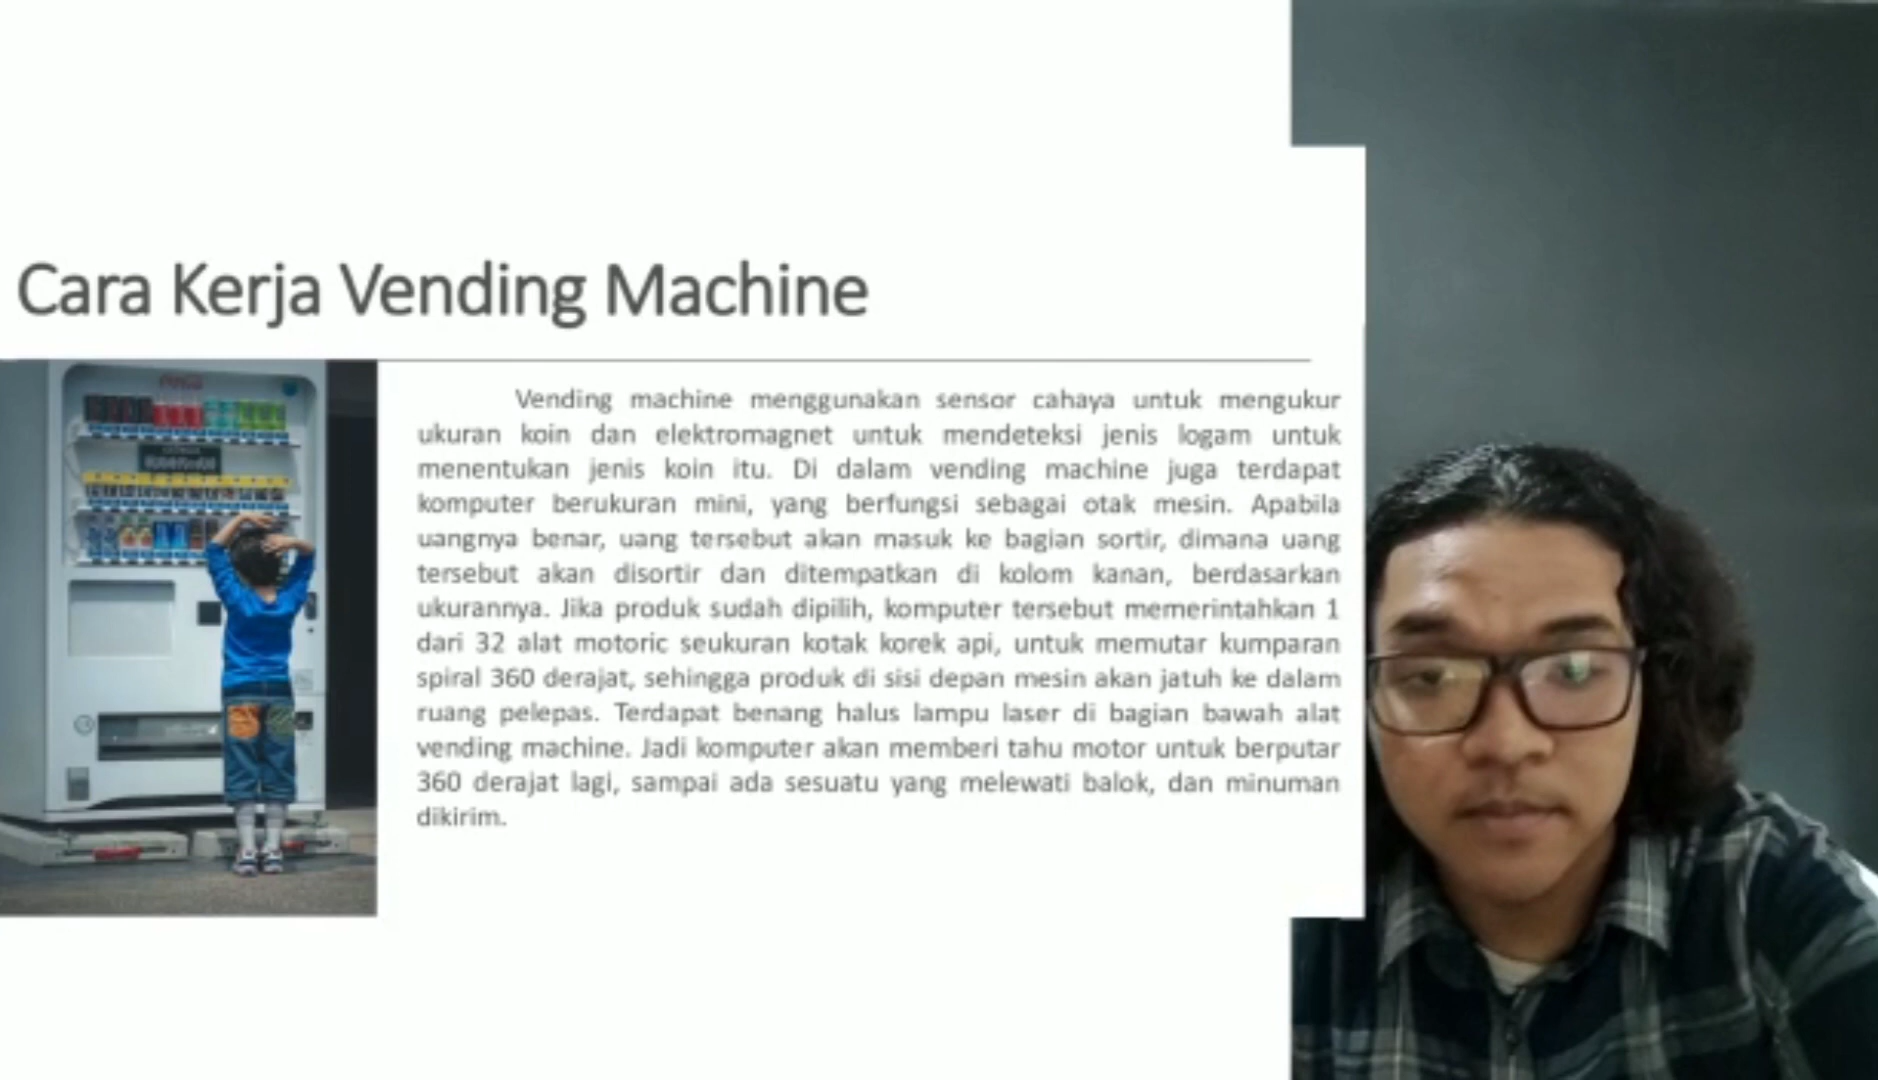 Cara Kerja Vending Machine
Vending machine menggunakan sensor cahaya untuk mengukur
ukuran koin dan elektromagnet untuk mendeteksi jenis logam untuk
menentukan jenis koin itu. Di dalam vending machine juga terdapat
komputer berukuran mini, yang berfungsi sebagai otak mesin. Apabila
uangnya benar, uang tersebut akan masuk ke bagian sortir, dimana uang
tersebut akan disortir dan ditempatkan di kolom kanan, berdasarkan
ukurannya. Jika produk sudah dipilih, komputer tersebut memerintahkan 1
dari 32 alat motoric seukuran kotak korek api, untuk memutar kumparan
spiral 360 derajat, sehingga produk di sisi depan mesin akan jatuh ke dalam
ruang pelepas. Terdapat benang halus lampu laser di bagian bawah alat
vending machine. Jadi komputer akan memberi tahu motor untuk berputar
360 derajat lagi, sampai ada sesuatu yang melewati balok, dan minuman
dikirim.